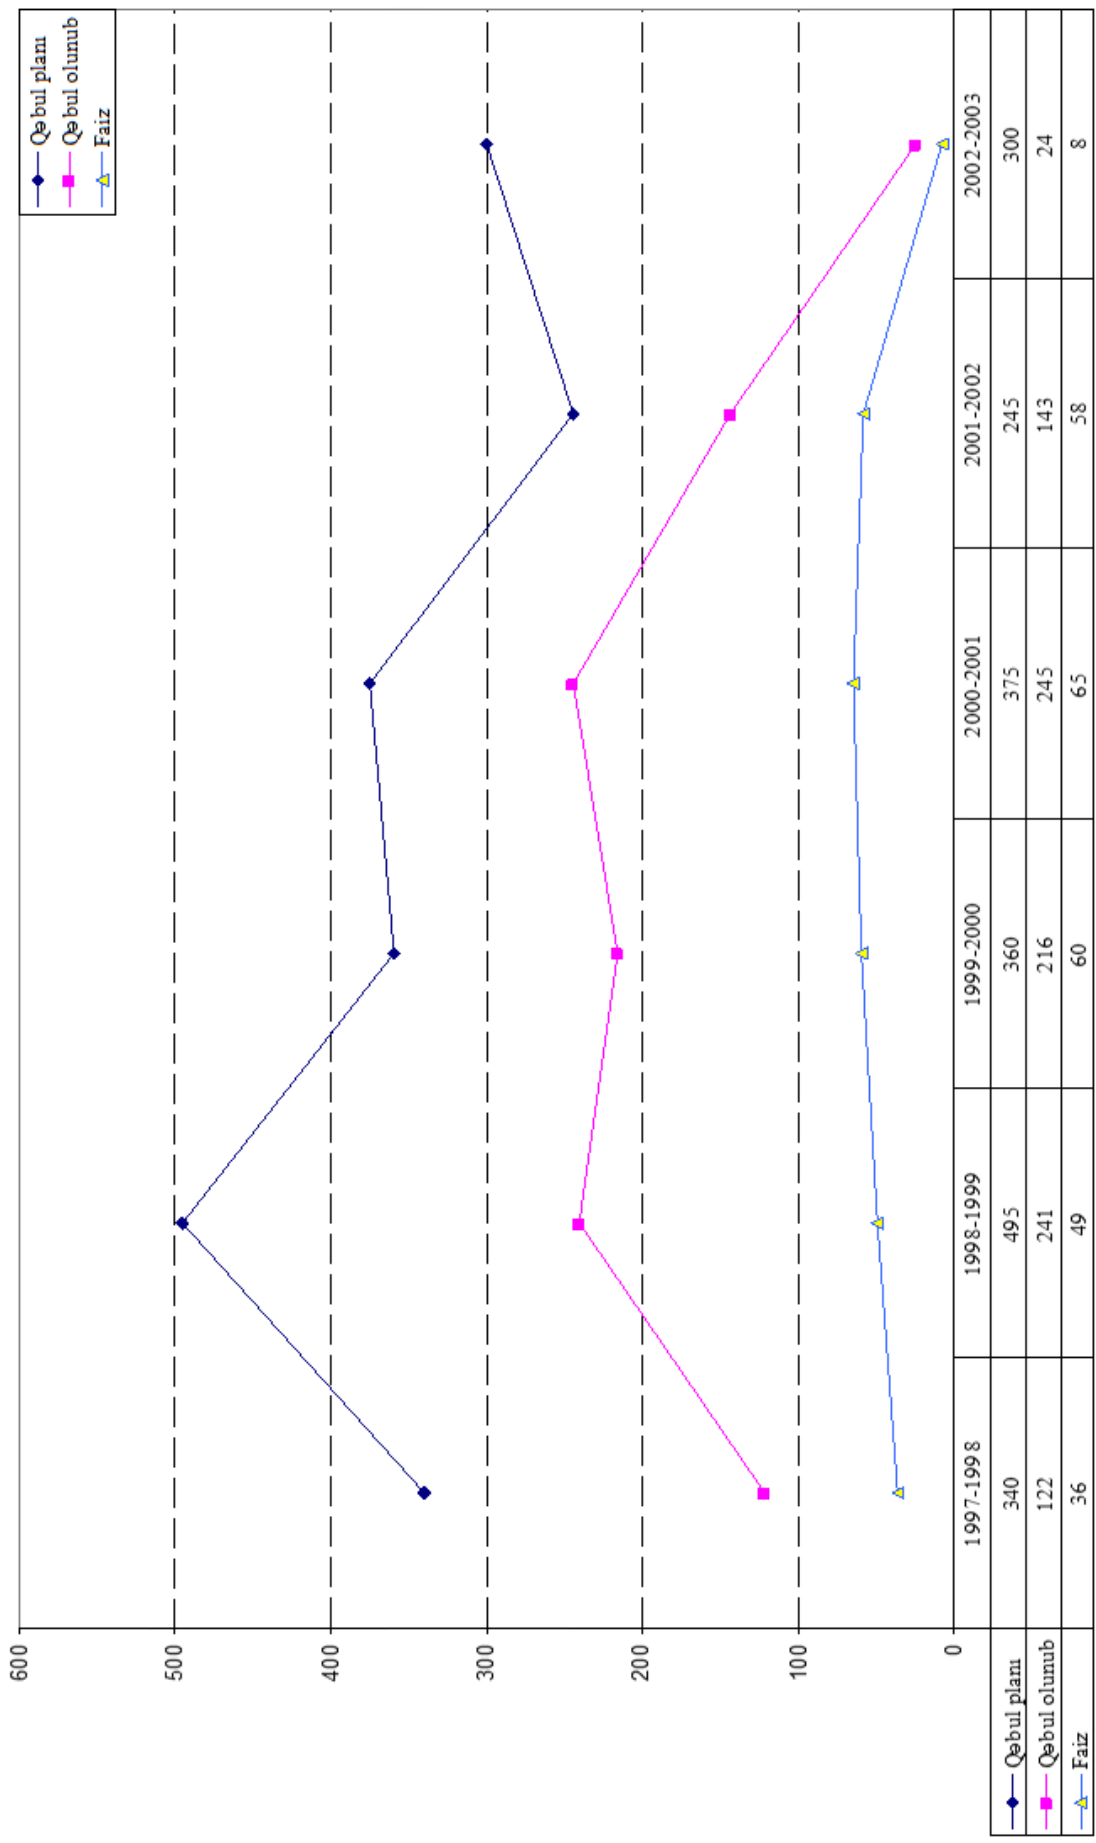 600
500
400
300
200
100
0
Qəbul planı
Qəbul olunub
Faiz
1997-1998 1998-1999 1999-2000 2000-2001 2001-2002 2002-2003
Qəbul planı 340 495 360 375 245 300
Qəbul olunub 122 241 216 245 143 24
Faiz 36 49 60 65 58 8